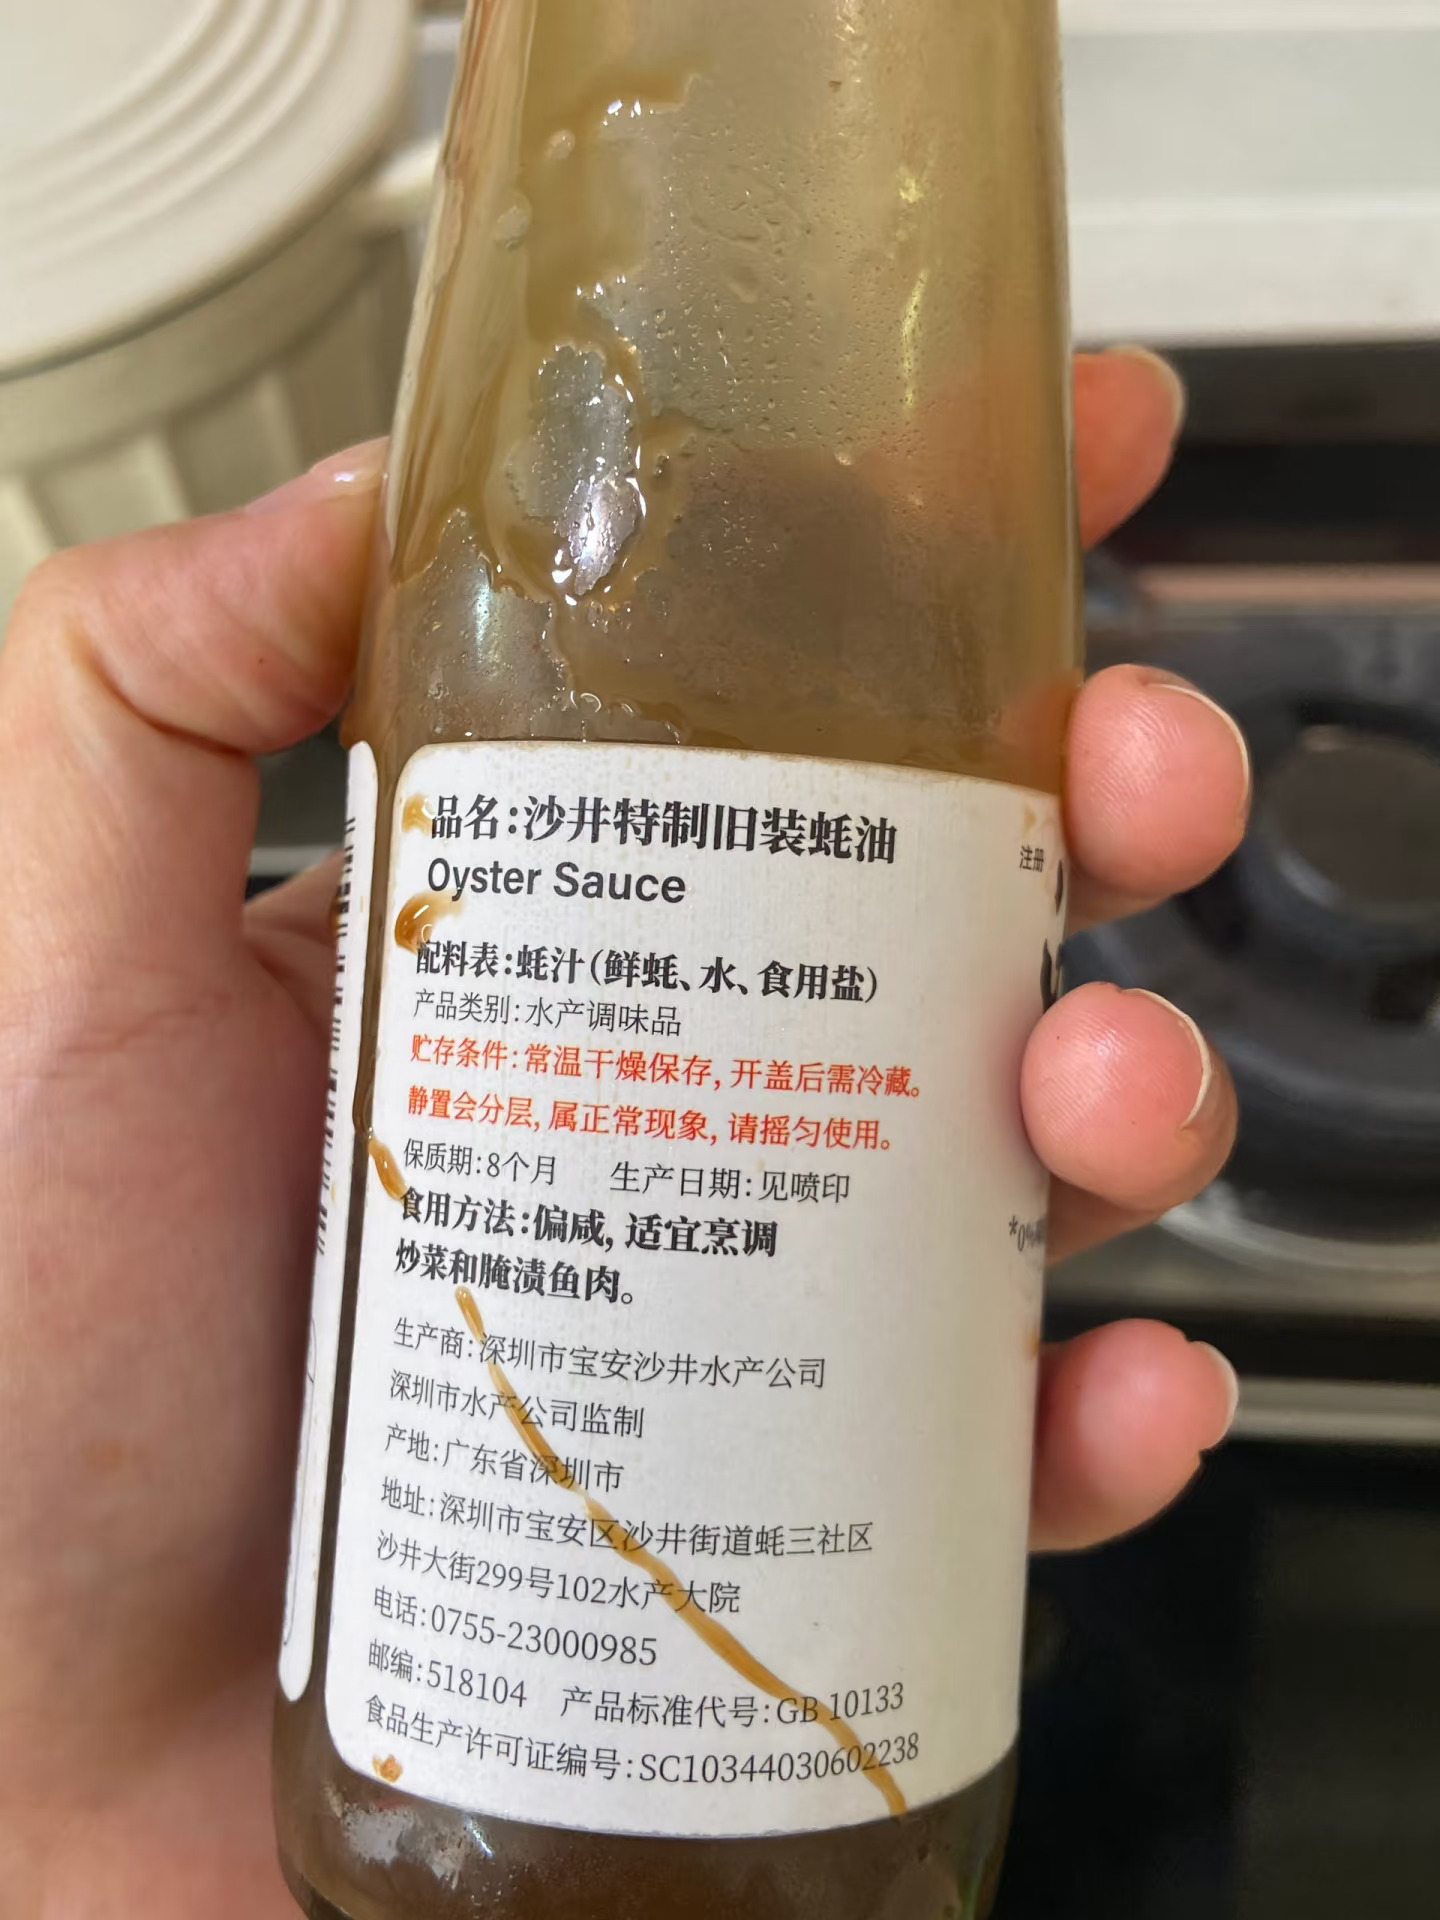 品名:沙井特制旧装蚝油
Oyster Sauce
配料表:蚝汁(鲜蚝、水、食用盐)
产品类别:水产调味品
贮存条件:常温干燥保存,开盖后需冷藏。
静置会分层,属正常现象,请摇匀使用。
保质期:8个月 生产日期:见喷印
食用方法:偏咸,适宜烹调
炒菜和腌渍鱼肉。
生产商:深圳市宝安沙井水产公司
深圳市水产公司监制
产地:广东省深圳市
地址:深圳市宝安区沙井街道蚝三社区
沙井大街299号102水产大院
电话:0755-23000985
邮编:518104 产品标准代号:GB 10133
食品生产许可证编号:SC10344030602238
注册
*0%